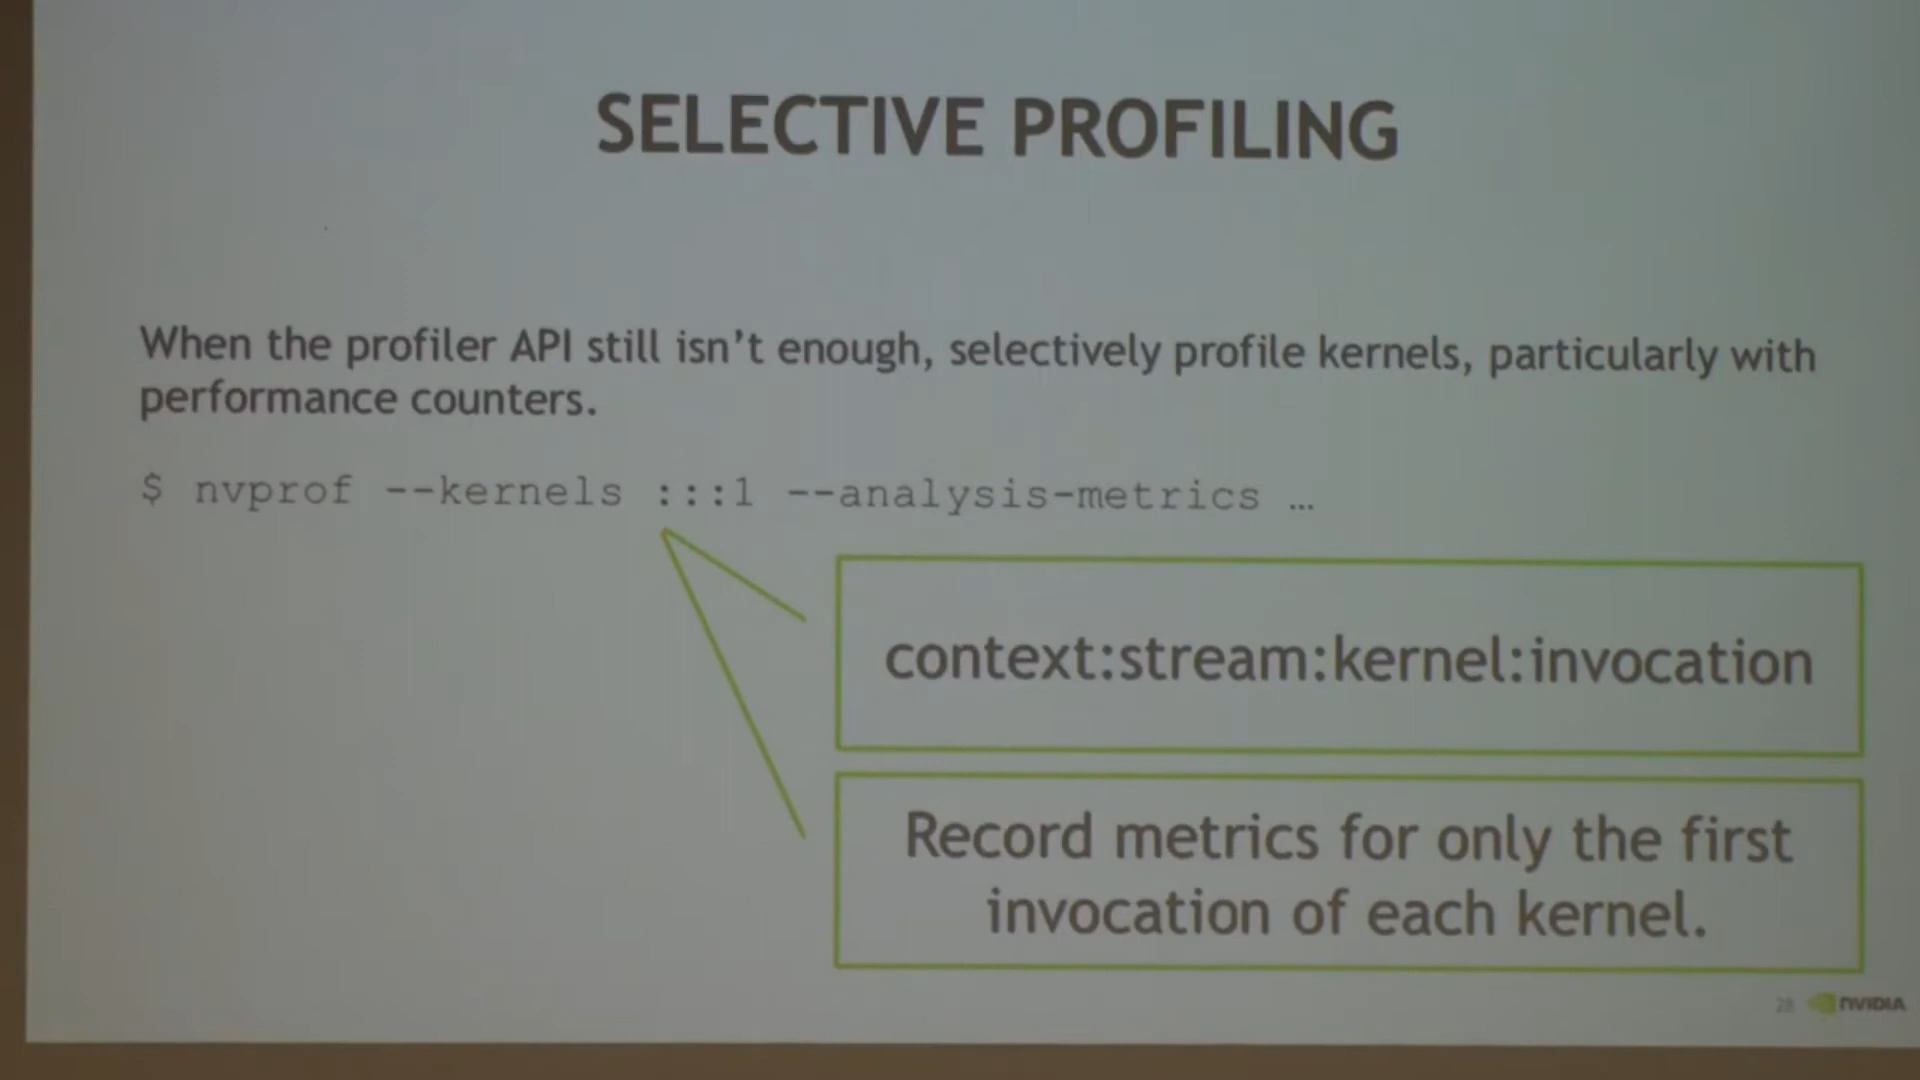 SELECTIVE PROFILING
When the profiler API still isn't enough, selectively profile kernels, particularly with
performance counters.
$ nvprof --kernels :::1 --analysis-metrics …
context:stream:kernel:invocation
Record metrics for only the first
invocation of each kernel.
28 NVIDIA